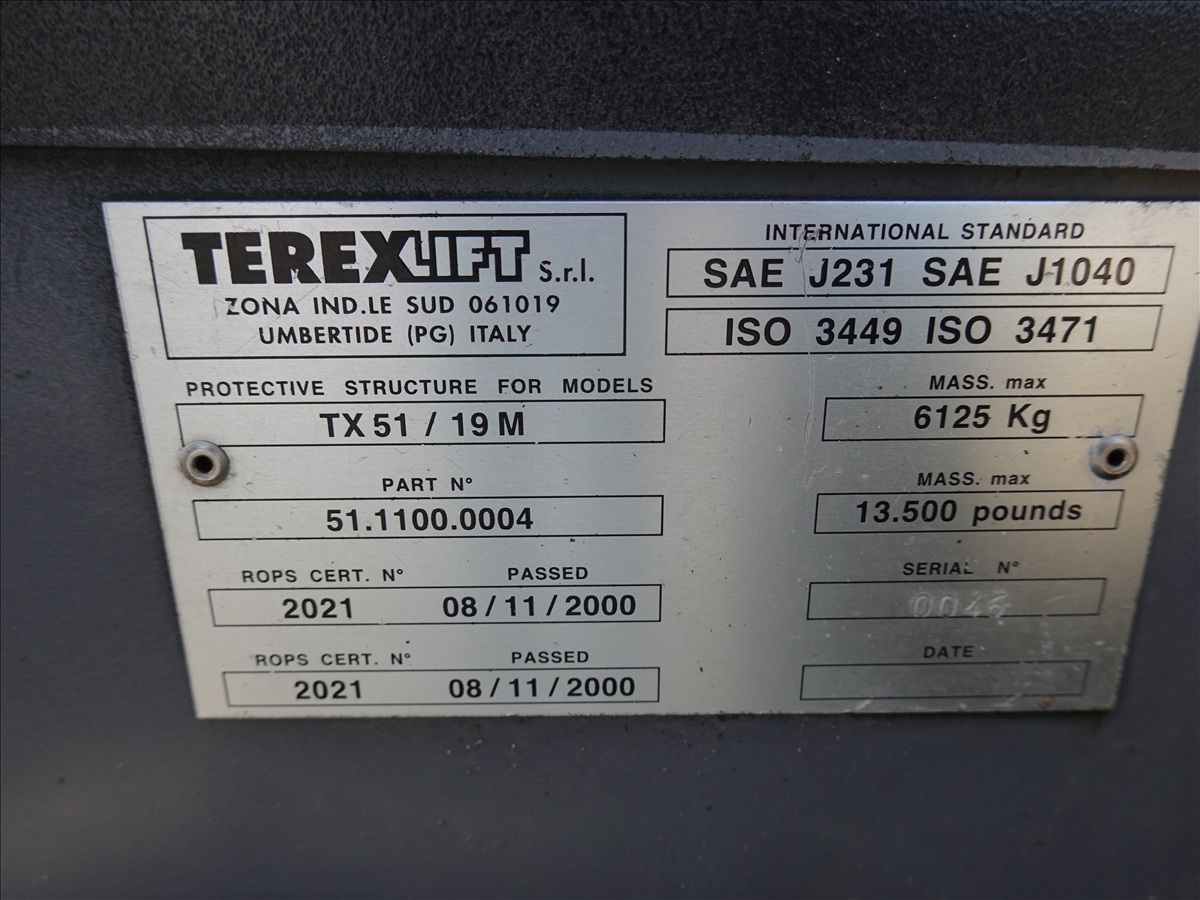 TEREXLIFT S.r.l.
ZONA IND.LE SUD 061019
UMBERTIDE (PG) ITALY
INTERNATIONAL STANDARD
SAE J231 SAE J1040
ISO 3449 ISO 3471
PROTECTIVE STRUCTURE FOR MODELS
TX 51 / 19 M
MASS. max
6125 Kg
PART N°
51.1100.0004
MASS. max
13.500 pounds
ROPS CERT. N° PASSED
2021 08/11/2000
SERIAL N°
ROPS CERT. N° PASSED
2021 08/11/2000
DATE